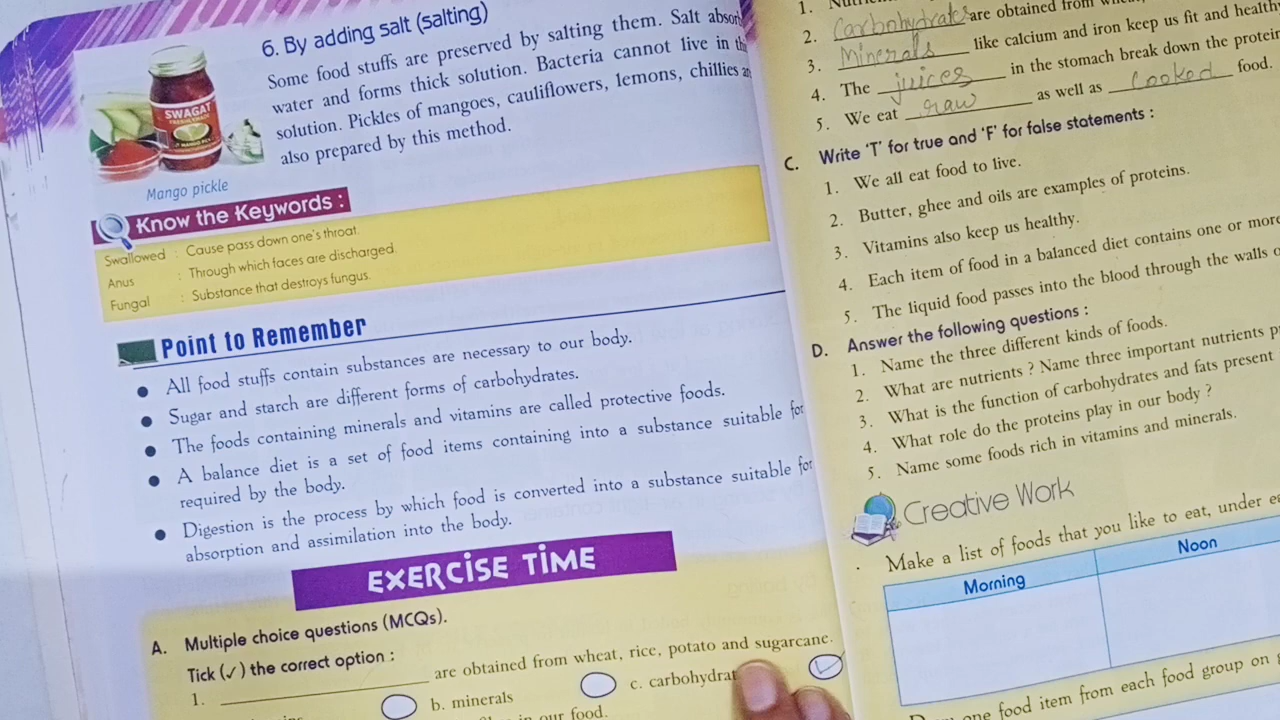 6. By adding salt (salting)
Some food stuffs are preserved by salting them. Salt absor
water and forms thick solution. Bacteria cannot live in th
solution. Pickles of mangoes, cauliflowers, lemons, chillies a
also prepared by this method.
SWAGAT
Mango pickle
Know the Keywords :
Swallowed : Cause pass down one's throat.
Anus : Through which faces are discharged.
Fungal : Substance that destroys fungus.
Point to Remember
● All food stuffs contain substances are necessary to our body.
● Sugar and starch are different forms of carbohydrates.
● The foods containing minerals and vitamins are called protective foods.
● A balance diet is a set of food items containing into a substance suitable for
required by the body.
● Digestion is the process by which food is converted into a substance suitable for
absorption and assimilation into the body.
EXERCISE TIME
A. Multiple choice questions (MCQs).
Tick (✓) the correct option :
1. ________ are obtained from wheat, rice, potato and sugarcane.
b. minerals c. carbohydrat
in our food.
1.
2. Carbohydrates are obtained from
3. Minerals like calcium and iron keep us fit and health
4. The juices in the stomach break down the protein
5. We eat raw as well as cooked food.
C. Write 'T' for true and 'F' for false statements :
1. We all eat food to live.
2. Butter, ghee and oils are examples of proteins.
3. Vitamins also keep us healthy.
4. Each item of food in a balanced diet contains one or mor
5. The liquid food passes into the blood through the walls o
D. Answer the following questions :
1. Name the three different kinds of foods.
2. What are nutrients ? Name three important nutrients p
3. What is the function of carbohydrates and fats present
4. What role do the proteins play in our body ?
5. Name some foods rich in vitamins and minerals.
Creative Work
Make a list of foods that you like to eat, under e
Morning Noon
one food item from each food group on